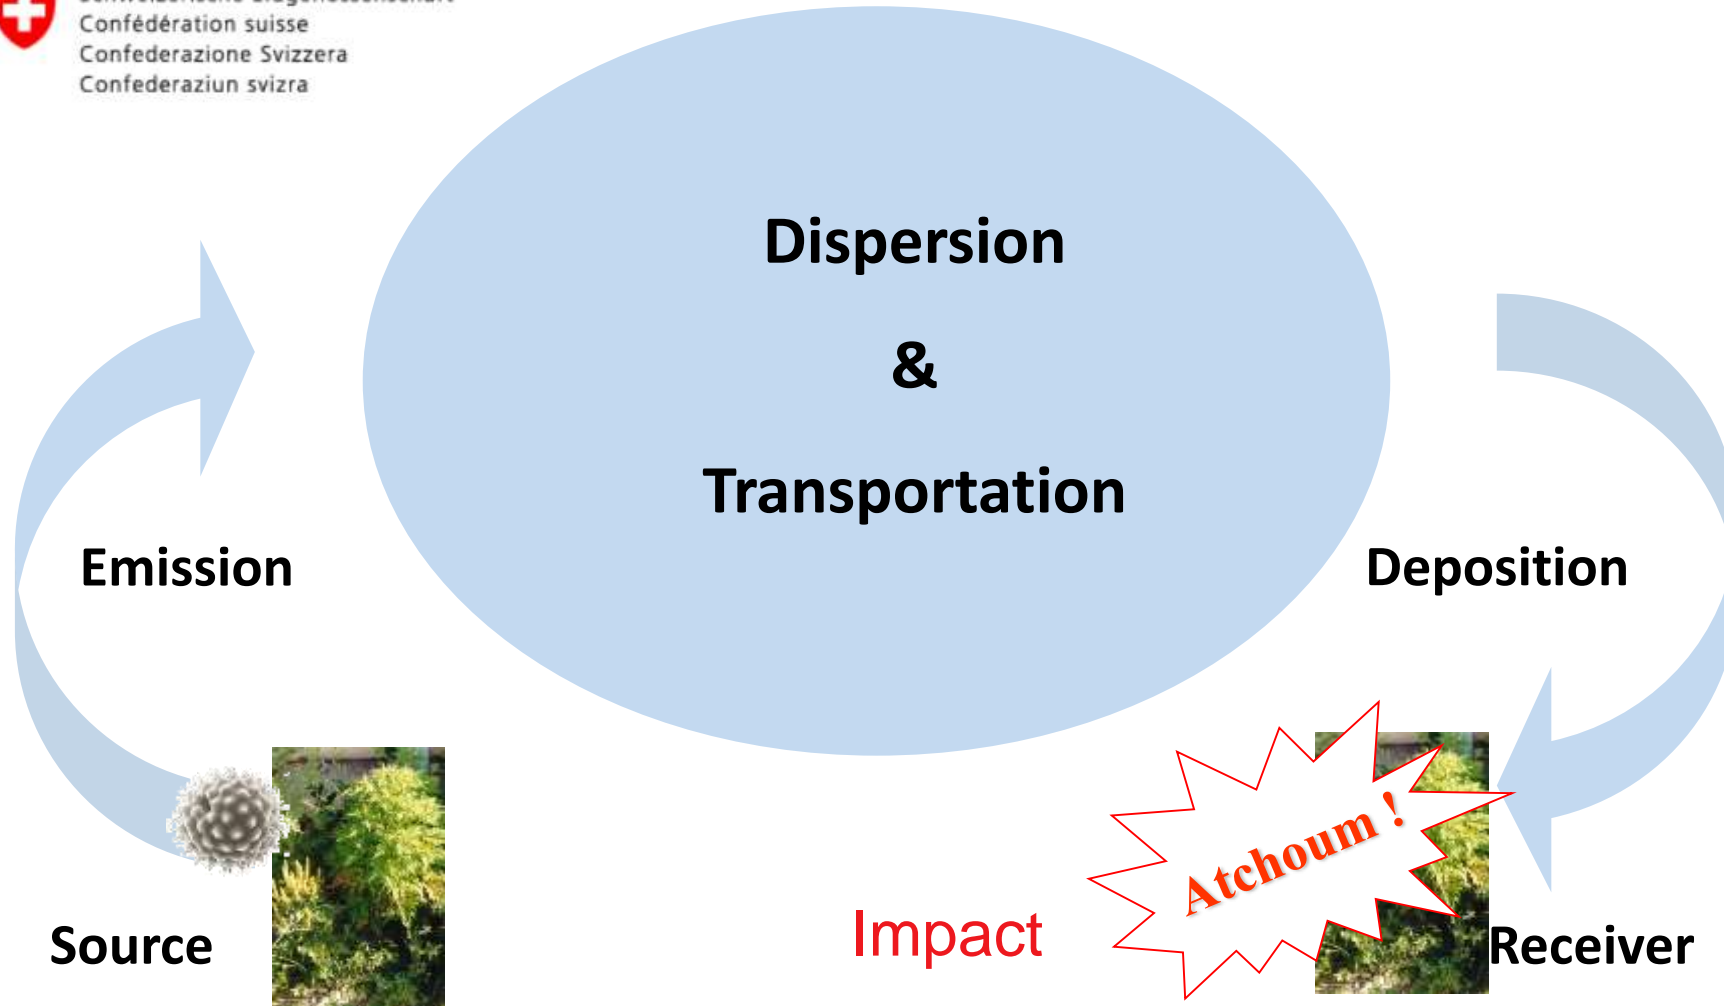 Confédération suisse
Confederazione Svizzera
Confederaziun svizra
Dispersion
&
Transportation
Emission
Deposition
Atchoum !
Source
Impact
Receiver